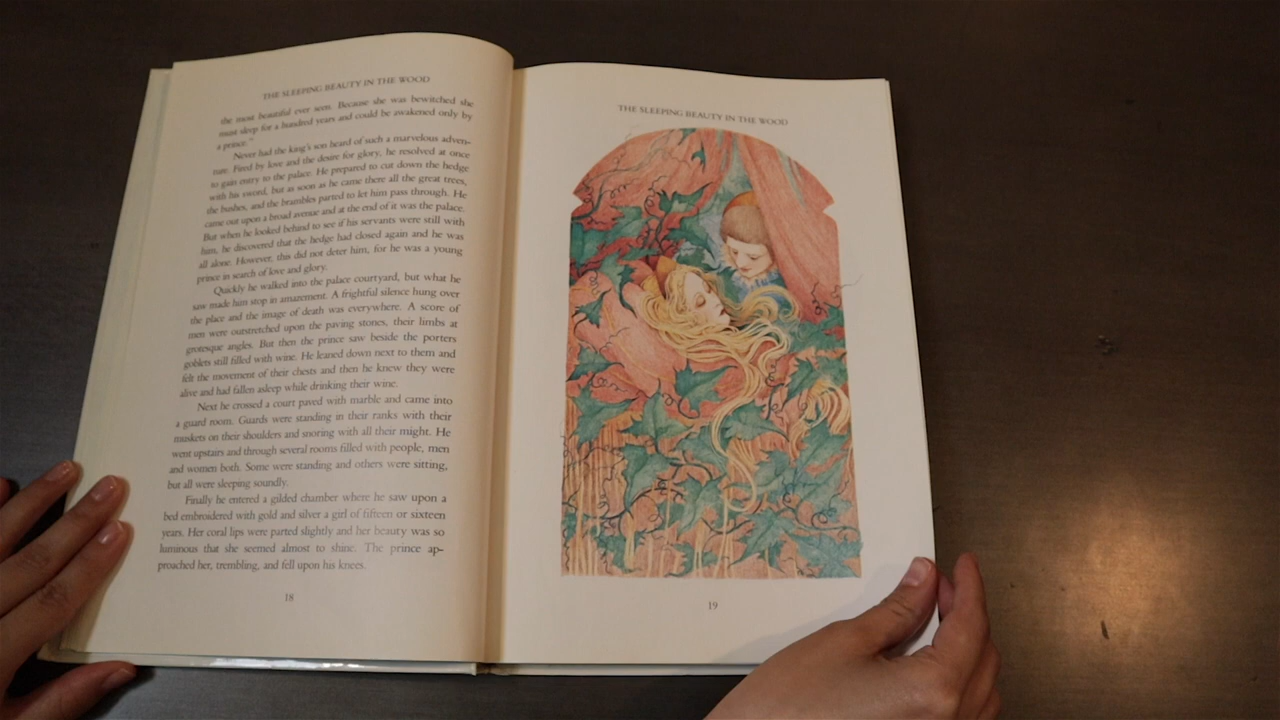 THE SLEEPING BEAUTY IN THE WOOD
the most beautiful ever seen. Because she was bewitched she
must sleep for a hundred years and could be awakened only by
a prince."
Never had the king's son heard of such a marvelous adven-
ture. Fired by love and the desire for glory, he resolved at once
to gain entry to the palace. He prepared to cut down the hedge
with his sword, but as soon as he came there all the great trees,
the bushes, and the brambles parted to let him pass through. He
came out upon a broad avenue and at the end of it was the palace.
But when he looked behind to see if his servants were still with
him, he discovered that the hedge had closed again and he was
all alone. However, this did not deter him, for he was a young
prince in search of love and glory.
Quickly he walked into the palace courtyard, but what he
saw made him stop in amazement. A frightful silence hung over
the place and the image of death was everywhere. A score of
men were outstretched upon the paving stones, their limbs at
grotesque angles. But then the prince saw beside the porters
goblets still filled with wine. He leaned down next to them and
felt the movement of their chests and then he knew they were
alive and had fallen asleep while drinking their wine.
Next he crossed a court paved with marble and came into
a guard room. Guards were standing in their ranks with their
muskets on their shoulders and snoring with all their might. He
went upstairs and through several rooms filled with people, men
and women both. Some were standing and others were sitting,
but all were sleeping soundly.
Finally he entered a gilded chamber where he saw upon a
bed embroidered with gold and silver a girl of fifteen or sixteen
years. Her coral lips were parted slightly and her beauty was so
luminous that she seemed almost to shine. The prince ap-
proached her, trembling, and fell upon his knees.
18
THE SLEEPING BEAUTY IN THE WOOD
19